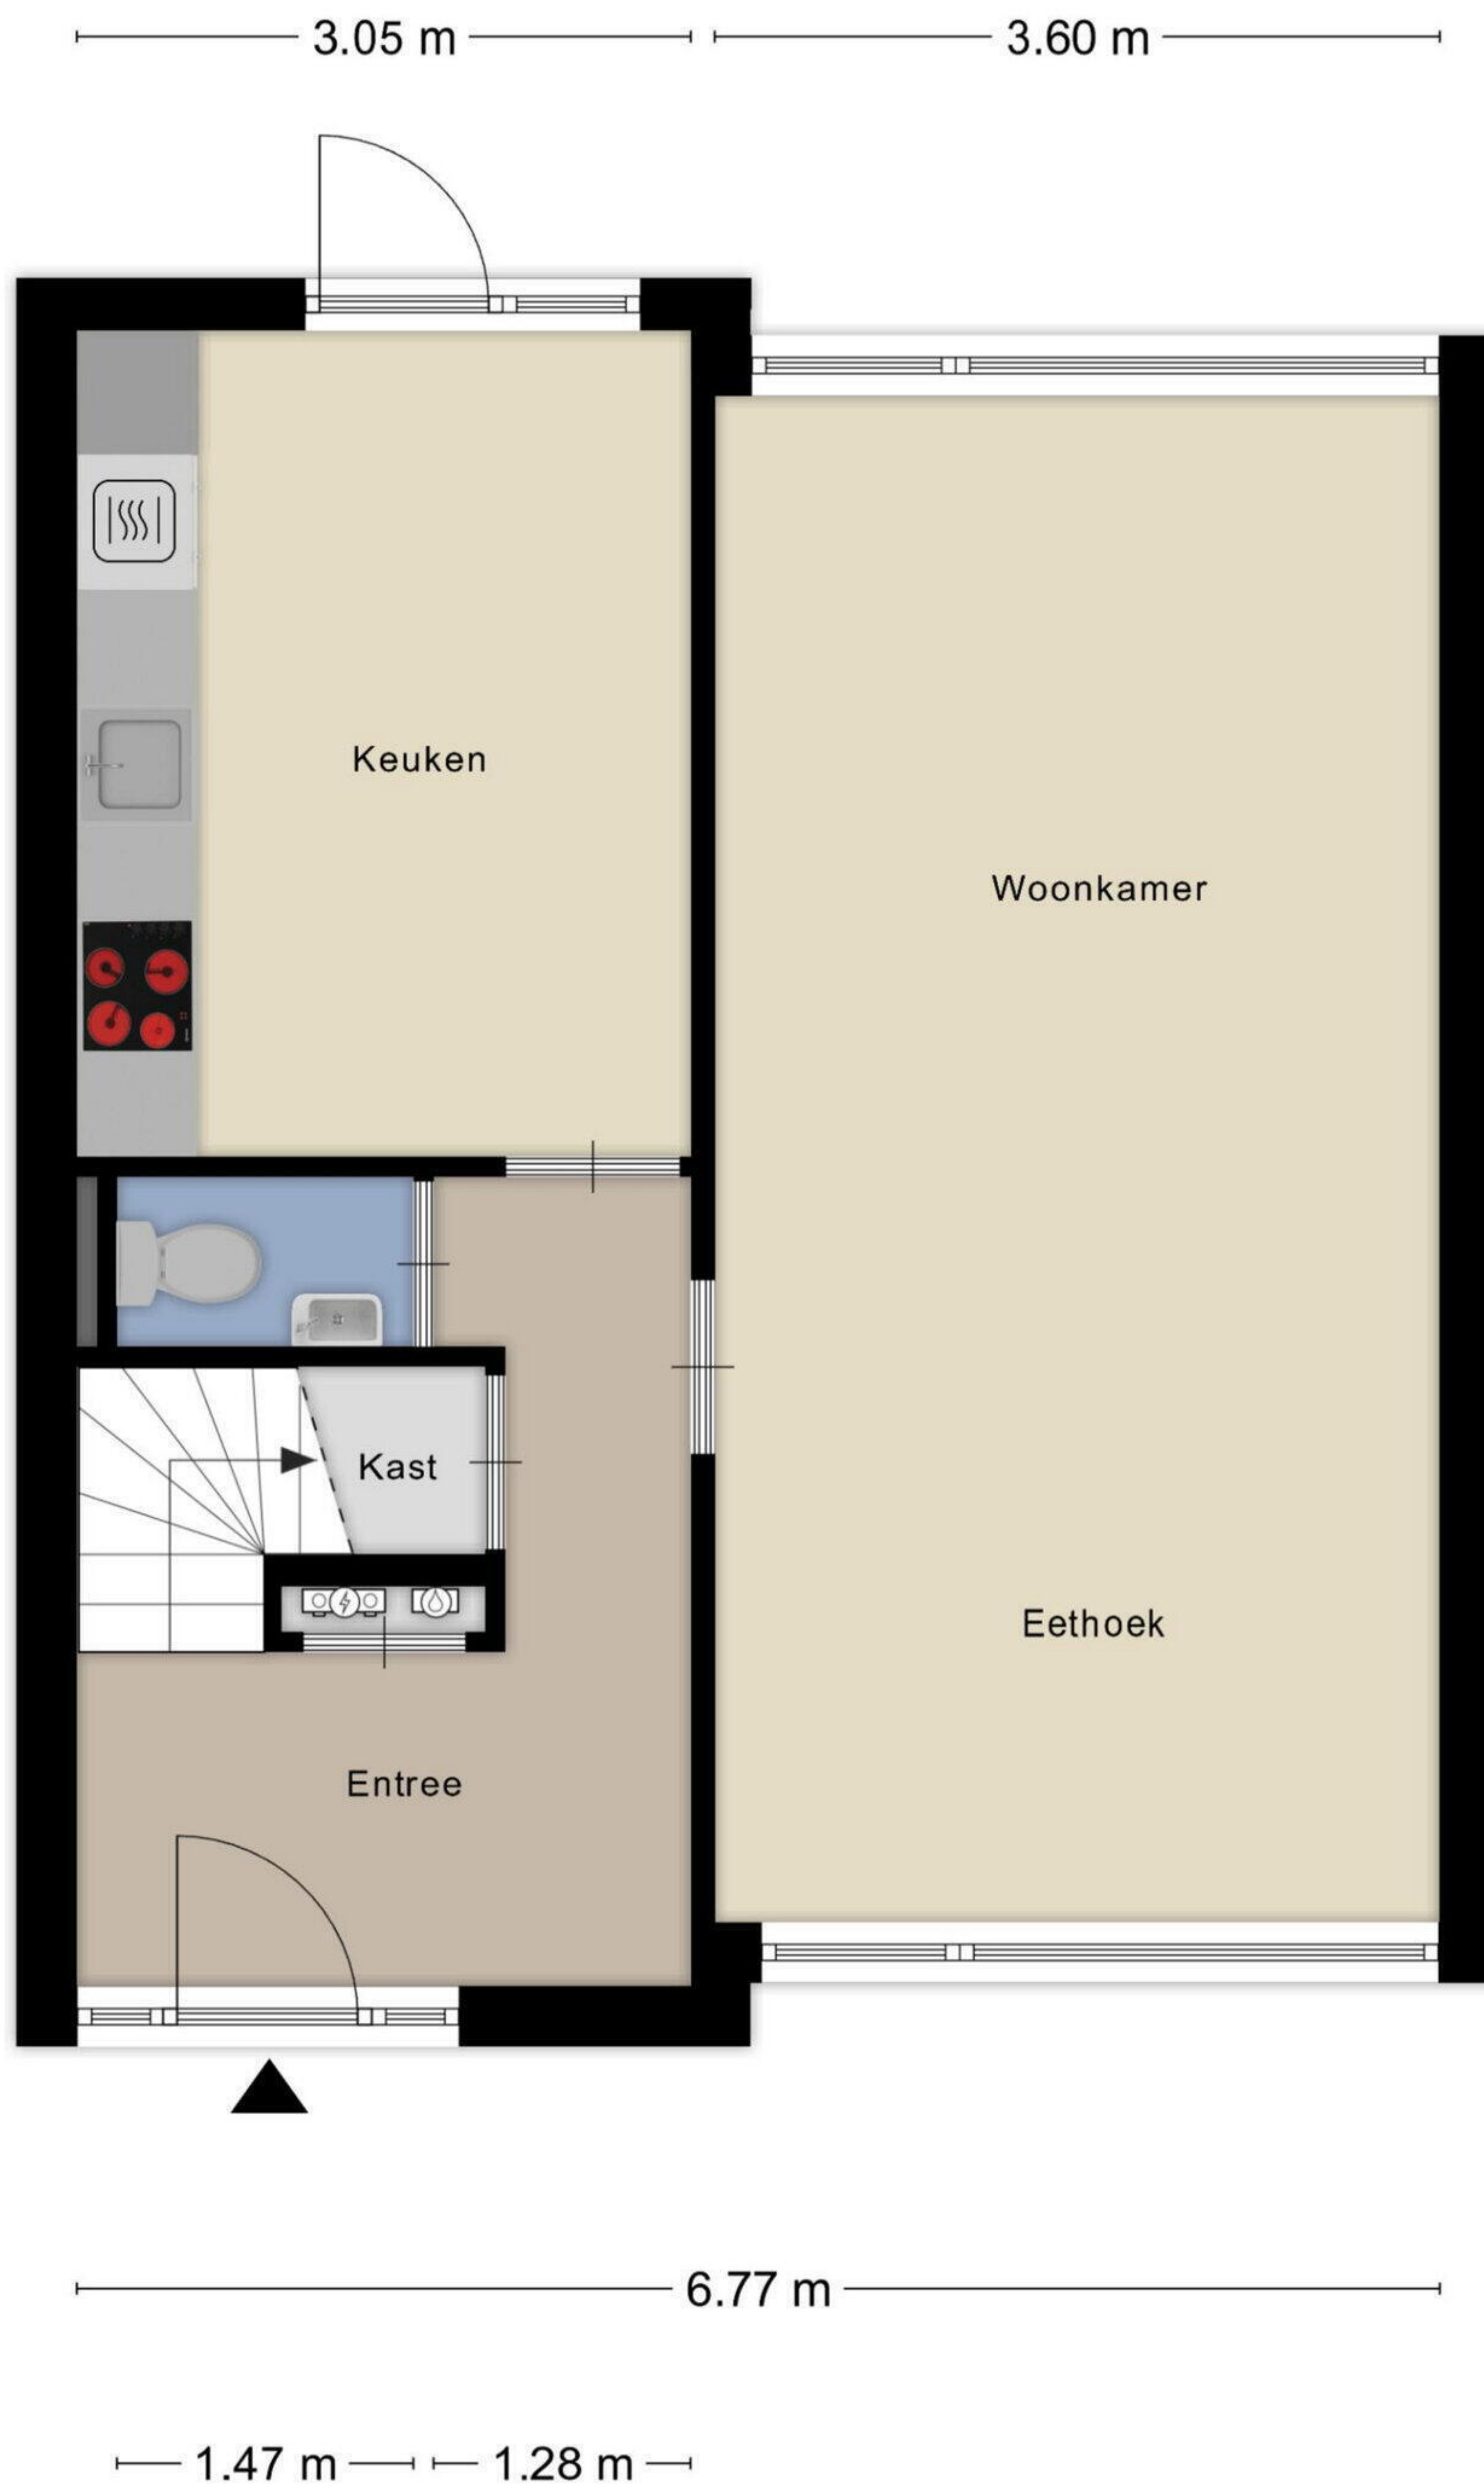 3.05 m
3.60 m
Keuken
Woonkamer
Kast
Eethoek
Entree
6.77 m
1.47 m
1.28 m